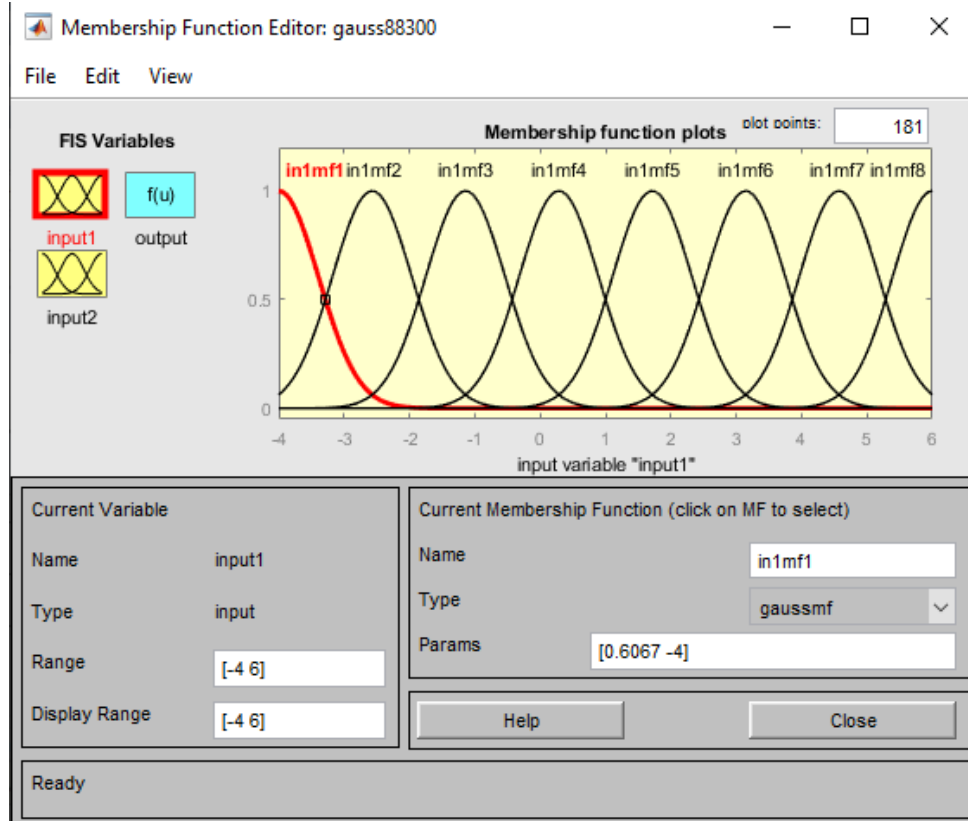 Membership Function Editor: gauss88300
File Edit View
FIS Variables
f(u)
input1 output
input2
Membership function plots plot points: 181
in1mf1 in1mf2 in1mf3 in1mf4 in1mf5 in1mf6 in1mf7 in1mf8
1
0.5
0
-4 -3 -2 -1 0 1 2 3 4 5 6
input variable "input1"
Current Variable
Name input1
Type input
Range [-4 6]
Display Range [-4 6]
Current Membership Function (click on MF to select)
Name in1mf1
Type gaussmf
Params [0.6067 -4]
Help Close
Ready